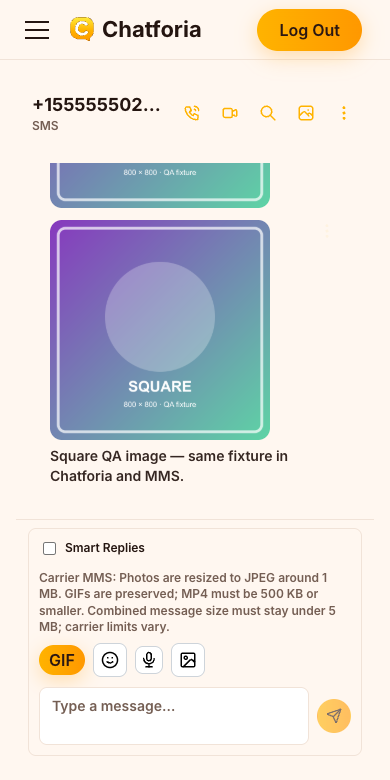 Chatforia
Log Out
+155555502...
SMS
800 × 800 · QA fixture
SQUARE
800 × 800 · QA fixture
Square QA image — same fixture in
Chatforia and MMS.
Smart Replies
Carrier MMS: Photos are resized to JPEG around 1
MB. GIFs are preserved; MP4 must be 500 KB or
smaller. Combined message size must stay under 5
MB; carrier limits vary.
GIF
Type a message...